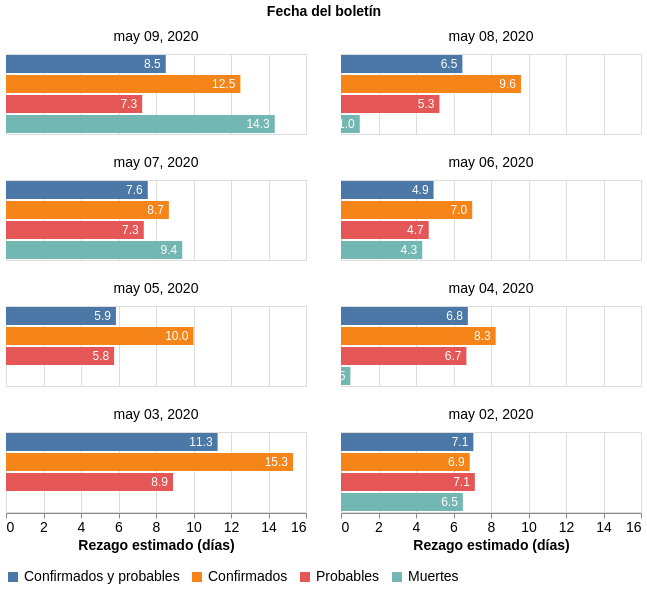 Fecha del boletín
may 09, 2020
8.5
12.5
7.3
14.3
may 08, 2020
6.5
9.6
5.3
1.0
may 07, 2020
7.6
8.7
7.3
9.4
may 06, 2020
4.9
7.0
4.7
4.3
may 05, 2020
5.9
10.0
5.8
may 04, 2020
6.8
8.3
6.7
5
may 03, 2020
11.3
15.3
8.9
may 02, 2020
7.1
6.9
7.1
6.5
0 2 4 6 8 10 12 14 16
Rezago estimado (días)
0 2 4 6 8 10 12 14 16
Rezago estimado (días)
Confirmados y probables Confirmados Probables Muertes